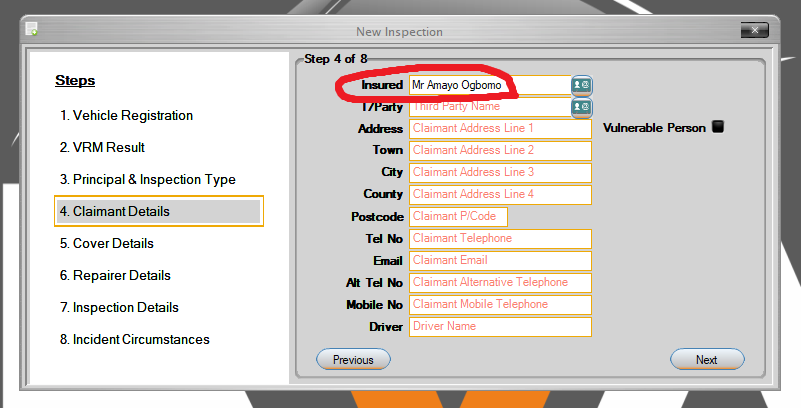 New Inspection
Steps
1. Vehicle Registration
2. VRM Result
3. Principal & Inspection Type
4. Claimant Details
5. Cover Details
6. Repairer Details
7. Inspection Details
8. Incident Circumstances
Step 4 of 8
Insured Mr Amayo Ogbomo
T/Party Third Party Name
Address Claimant Address Line 1 Vulnerable Person
Town Claimant Address Line 2
City Claimant Address Line 3
County Claimant Address Line 4
Postcode Claimant P/Code
Tel No Claimant Telephone
Email Claimant Email
Alt Tel No Claimant Alternative Telephone
Mobile No Claimant Mobile Telephone
Driver Driver Name
Previous Next